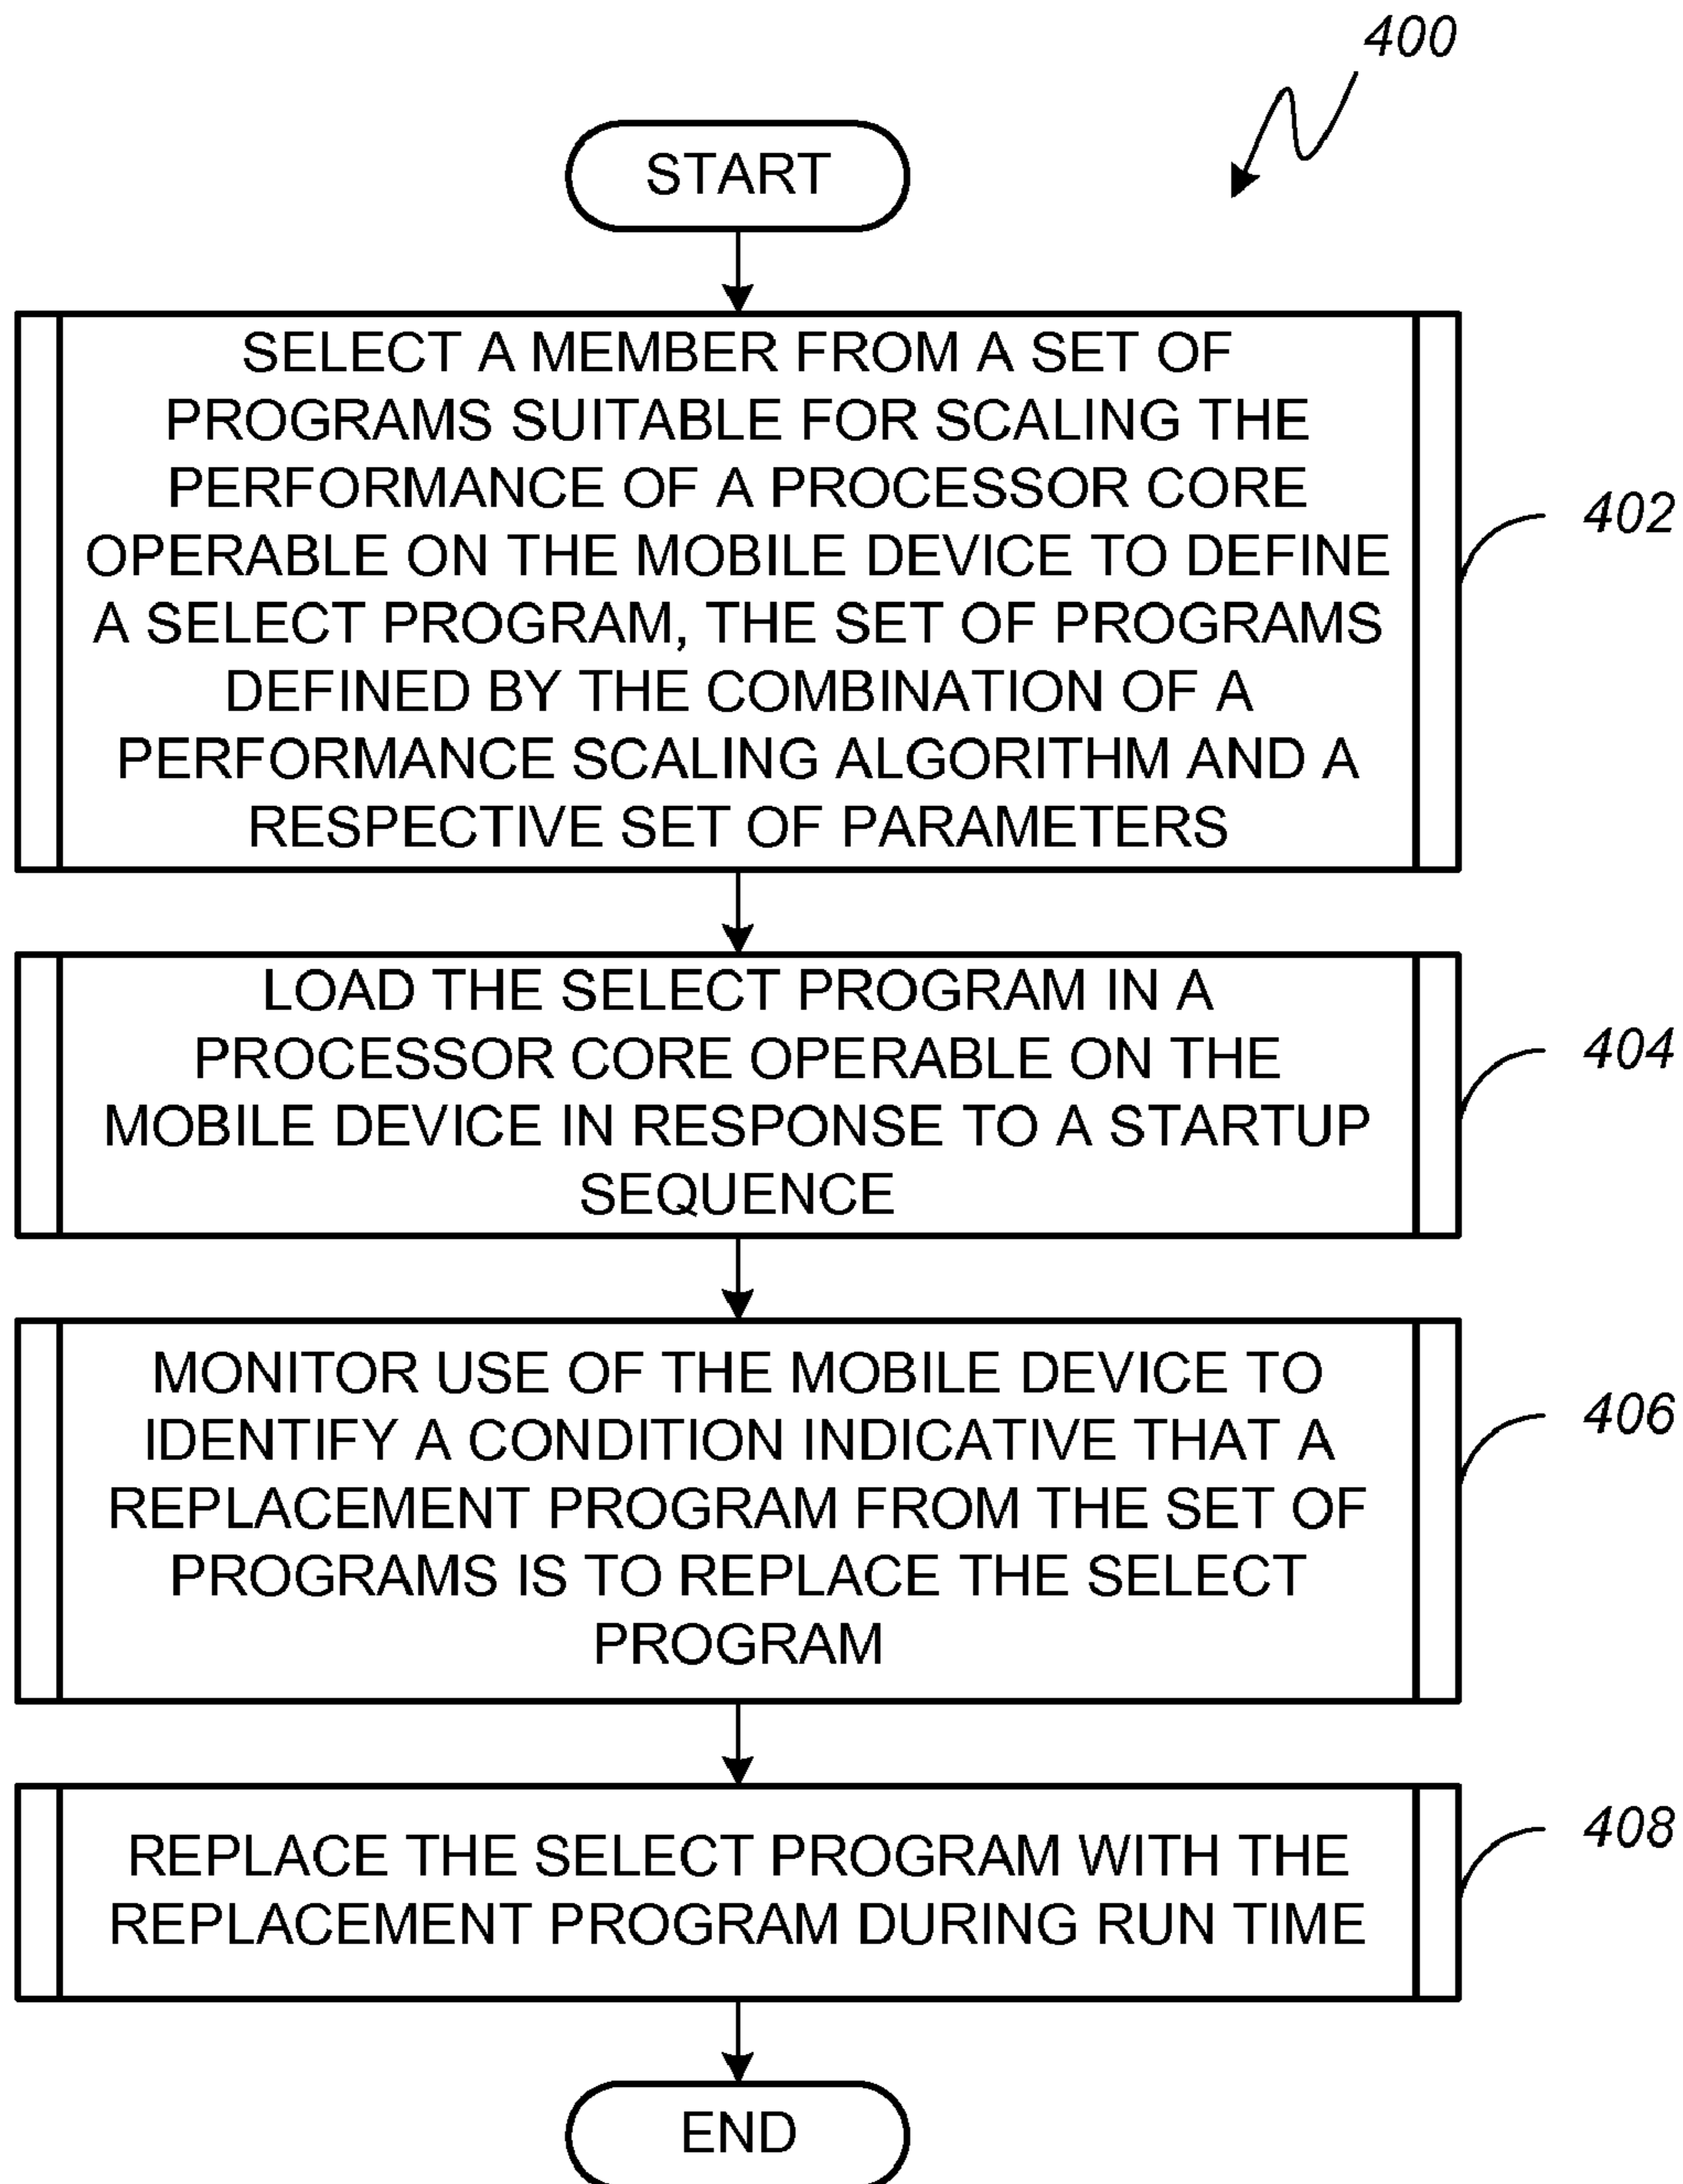 400
START
SELECT A MEMBER FROM A SET OF
PROGRAMS SUITABLE FOR SCALING THE
PERFORMANCE OF A PROCESSOR CORE
OPERABLE ON THE MOBILE DEVICE TO DEFINE
A SELECT PROGRAM, THE SET OF PROGRAMS
DEFINED BY THE COMBINATION OF A
PERFORMANCE SCALING ALGORITHM AND A
RESPECTIVE SET OF PARAMETERS
402
LOAD THE SELECT PROGRAM IN A
PROCESSOR CORE OPERABLE ON THE
MOBILE DEVICE IN RESPONSE TO A STARTUP
SEQUENCE
404
MONITOR USE OF THE MOBILE DEVICE TO
IDENTIFY A CONDITION INDICATIVE THAT A
REPLACEMENT PROGRAM FROM THE SET OF
PROGRAMS IS TO REPLACE THE SELECT
PROGRAM
406
REPLACE THE SELECT PROGRAM WITH THE
REPLACEMENT PROGRAM DURING RUN TIME
408
END